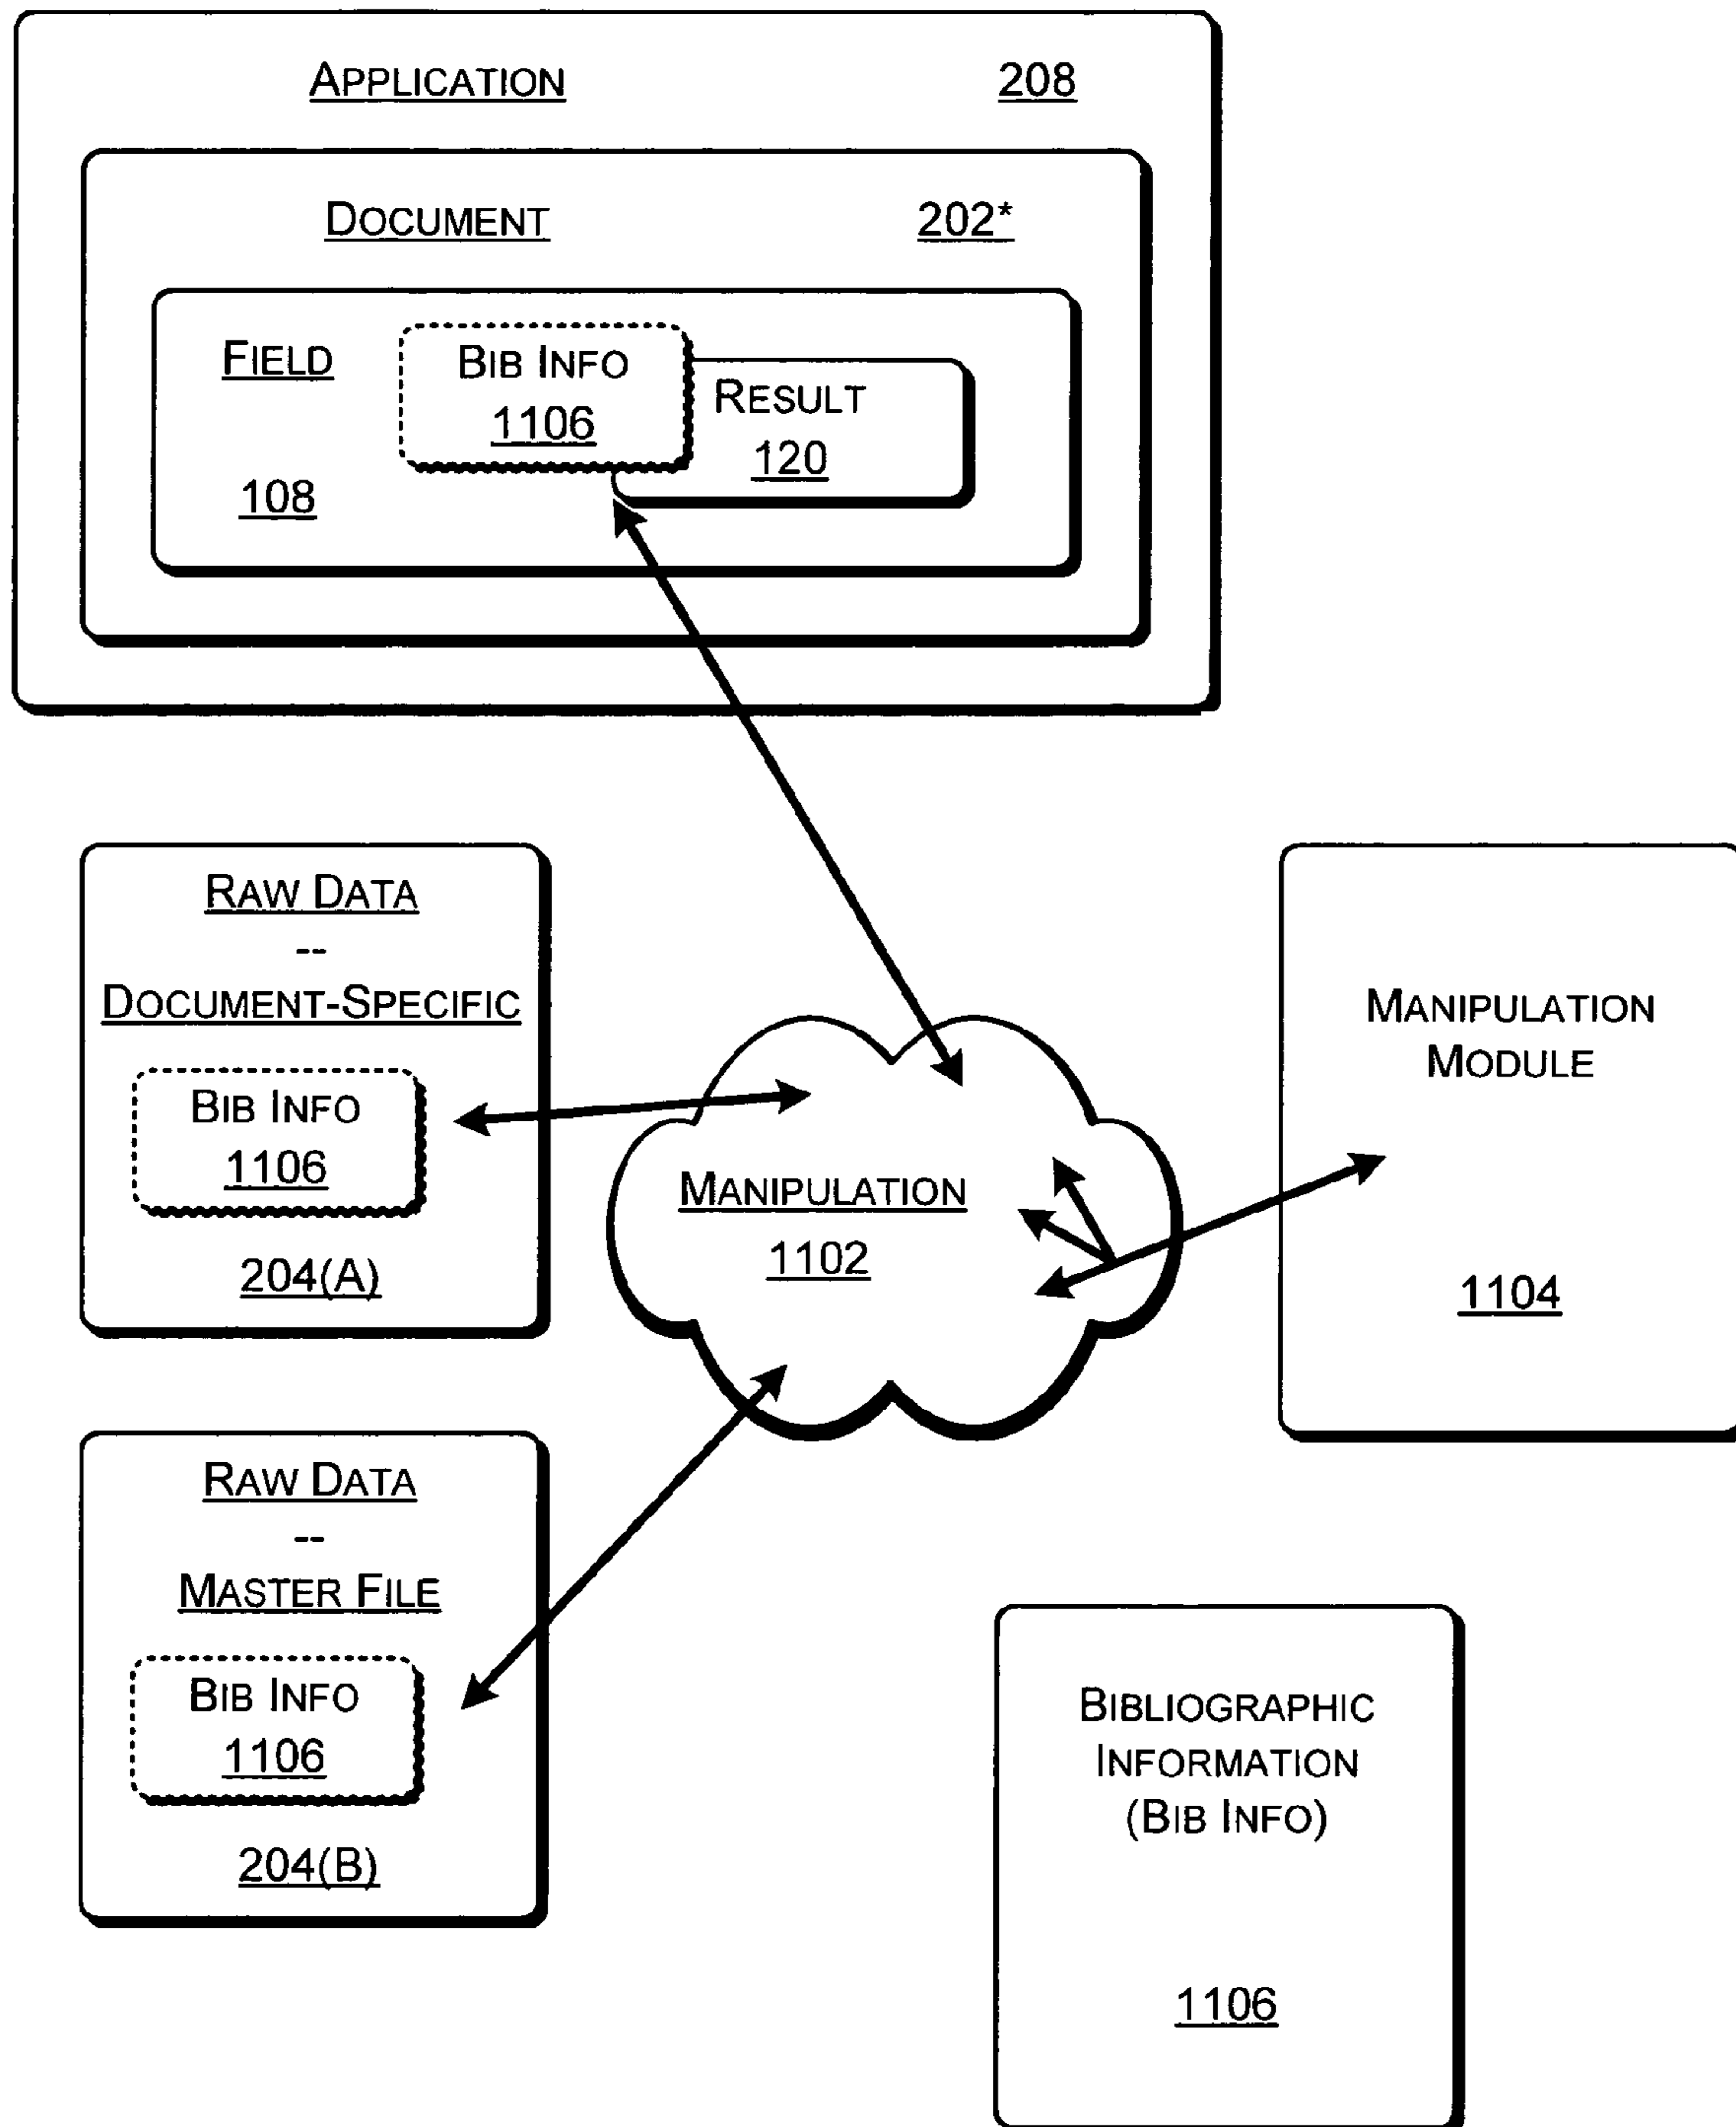 APPLICATION 208
DOCUMENT 202*
FIELD
BIB INFO
1106
RESULT
120
108
RAW DATA
--
DOCUMENT-SPECIFIC
BIB INFO
1106
204(A)
MANIPULATION
1102
MANIPULATION
MODULE
1104
RAW DATA
--
MASTER FILE
BIB INFO
1106
204(B)
BIBLIOGRAPHIC
INFORMATION
(BIB INFO)
1106